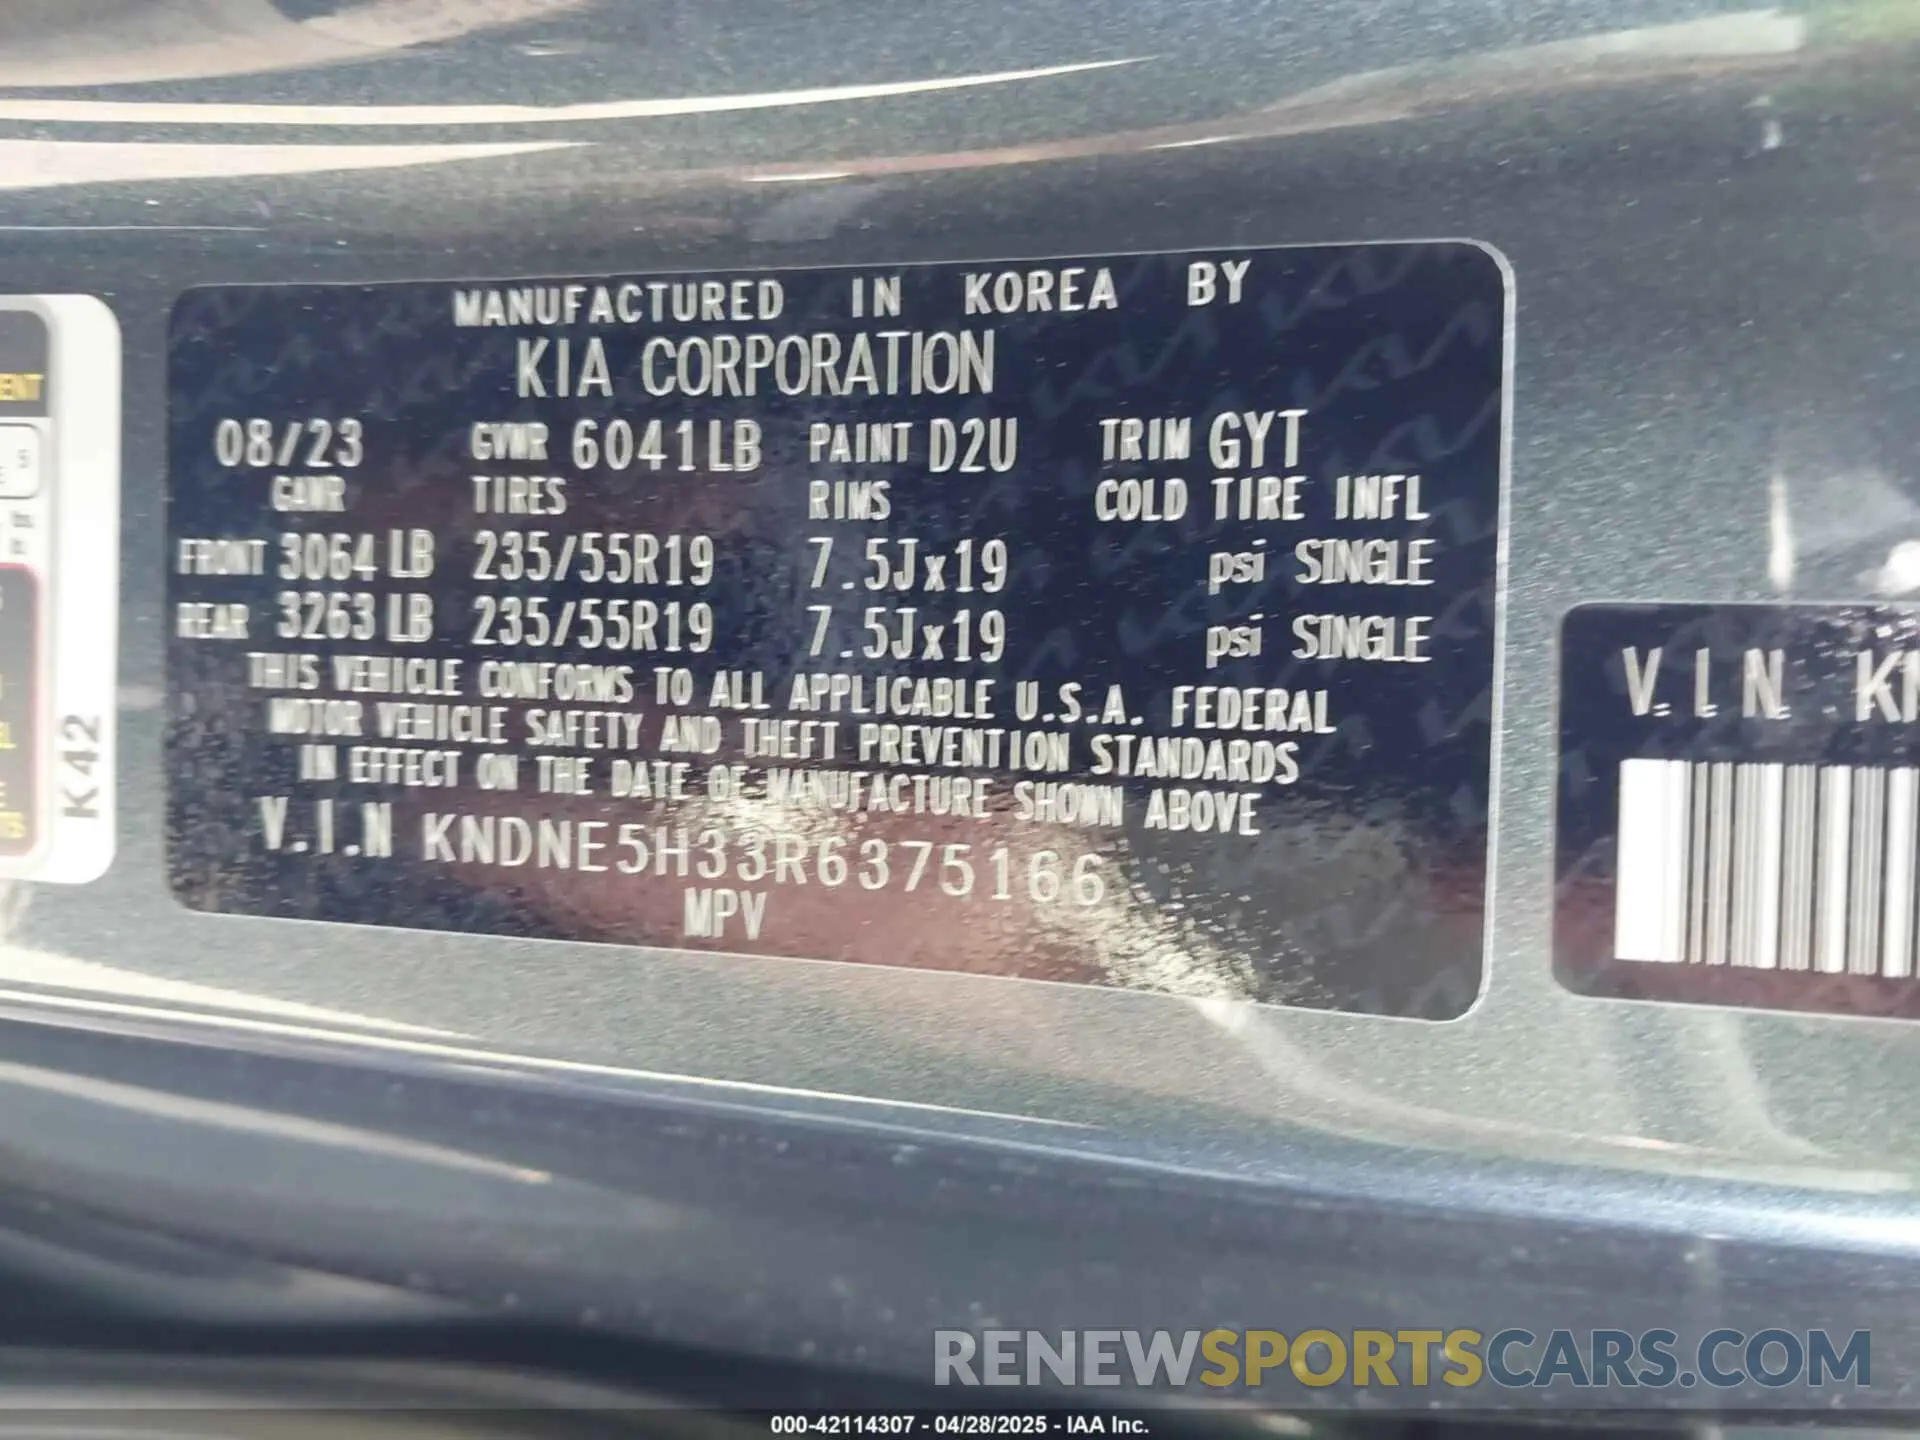 MANUFACTURED IN KOREA BY
KIA CORPORATION
08/23 GVWR 6041LB PAINT D2U TRIM GYT
GAWR TIRES RIMS COLD TIRE INFL
FRONT 3064 LB 235/55R19 7.5Jx19 psi SINGLE
REAR 3263 LB 235/55R19 7.5Jx19 psi SINGLE
THIS VEHICLE CONFORMS TO ALL APPLICABLE U.S.A. FEDERAL
MOTOR VEHICLE SAFETY AND THEFT PREVENTION STANDARDS
IN EFFECT ON THE DATE OF MANUFACTURE SHOWN ABOVE
V.I.N KNDNE5H33R6375166
MPV
K42
V.I.N. KN
RENEWSPORTSCARS.COM
000-42114307 - 04/28/2025 - IAA Inc.